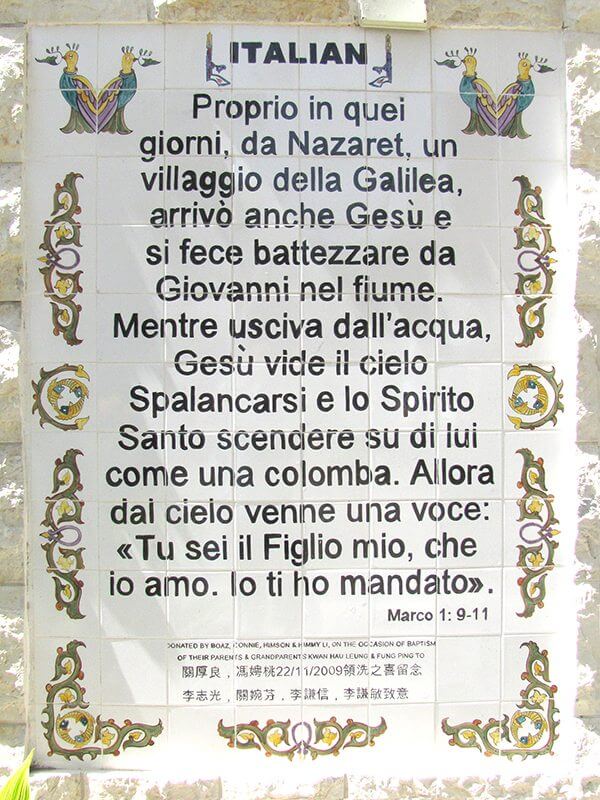 ITALIAN
Proprio in quei
giorni, da Nazaret, un
villaggio della Galilea,
arrivò anche Gesù e
si fece battezzare da
Giovanni nel fiume.
Mentre usciva dall'acqua,
Gesù vide il cielo
Spalancarsi e lo Spirito
Santo scendere su di lui
come una colomba. Allora
dal cielo venne una voce:
«Tu sei il Figlio mio, che
io amo. Io ti ho mandato».
Marco 1: 9-11
DONATED BY BOAZ, CONNIE, HIMSON & HIMMY LI, ON THE OCCASION OF BAPTISM
OF THEIR PARENTS & GRANDPARENTS KWAN HAU LEUNG & FUNG PING TO
關厚良，馮娉桃22/11/2009領洗之喜留念
李志光，關婉芬，李謙信，李謙敏致意